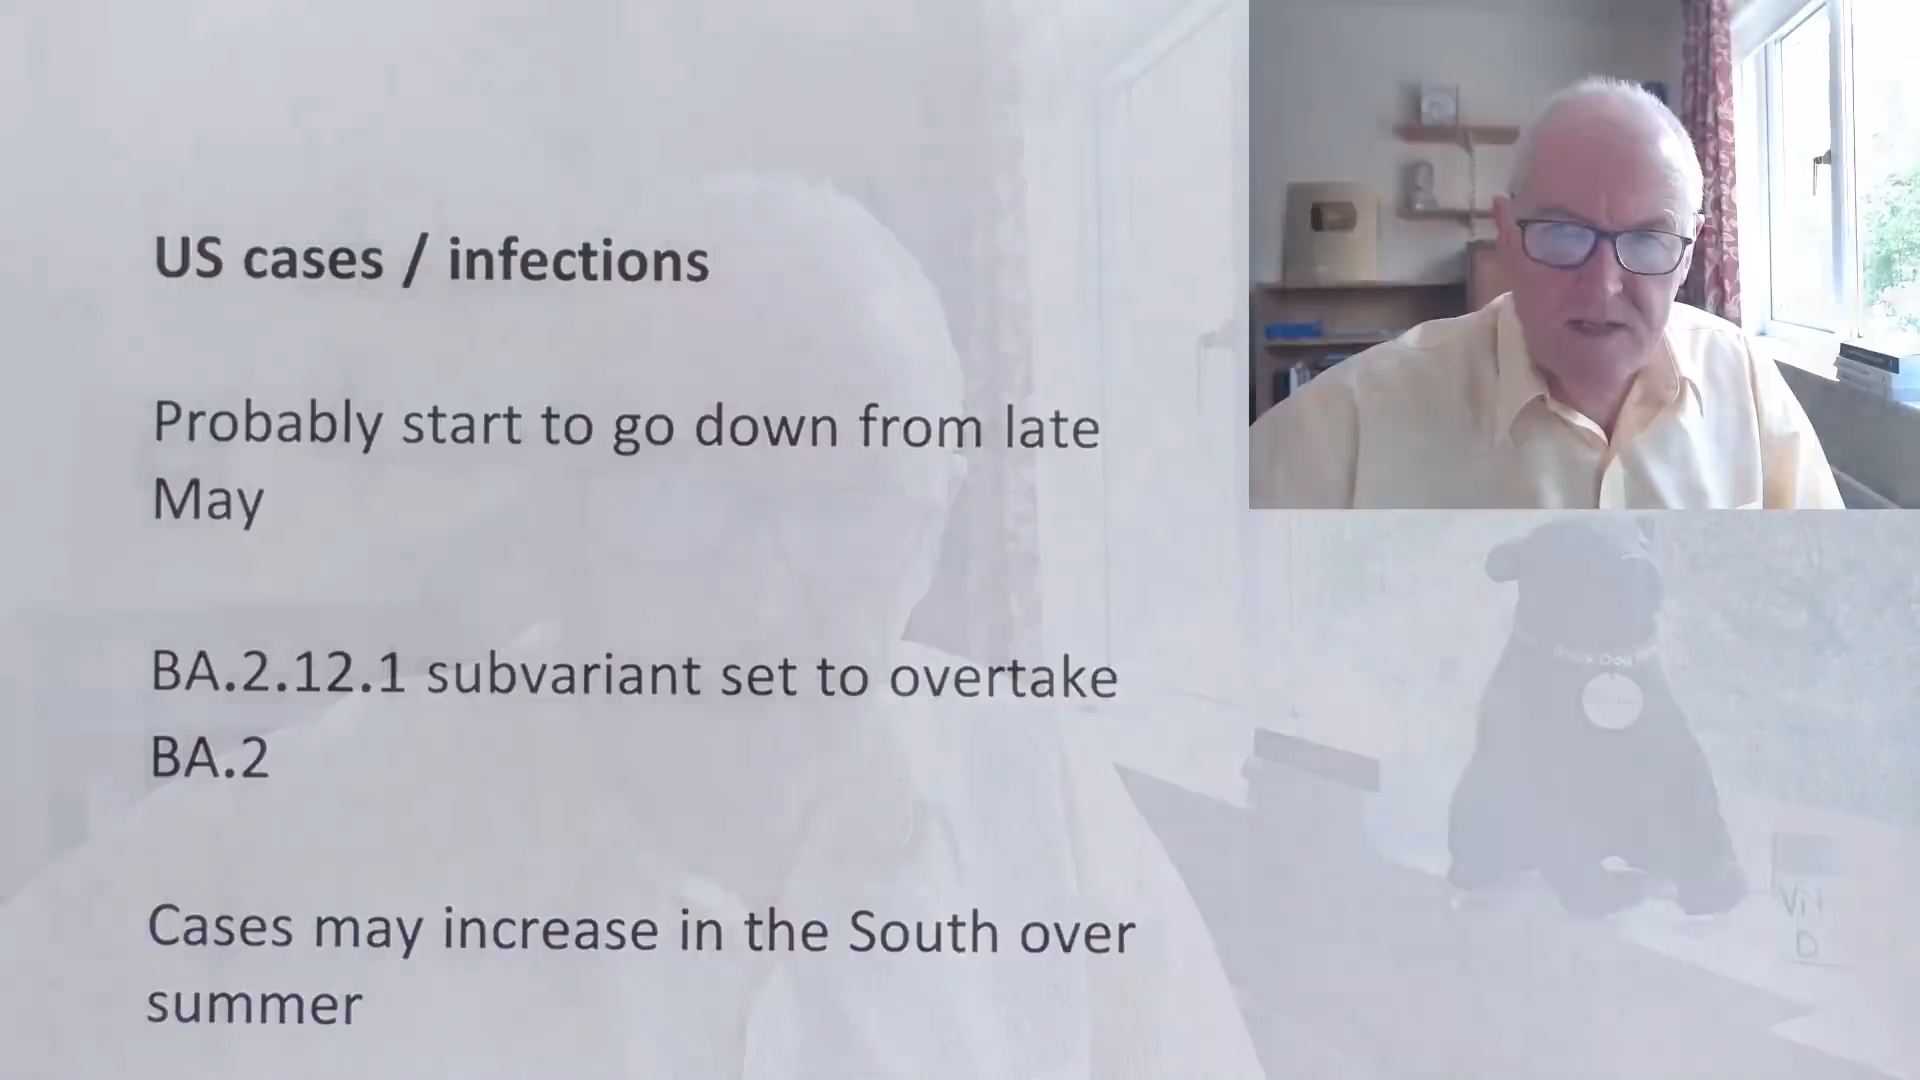 US cases / infections
Probably start to go down from late
May
BA.2.12.1 subvariant set to overtake
BA.2
Cases may increase in the South over
summer
Vit
D